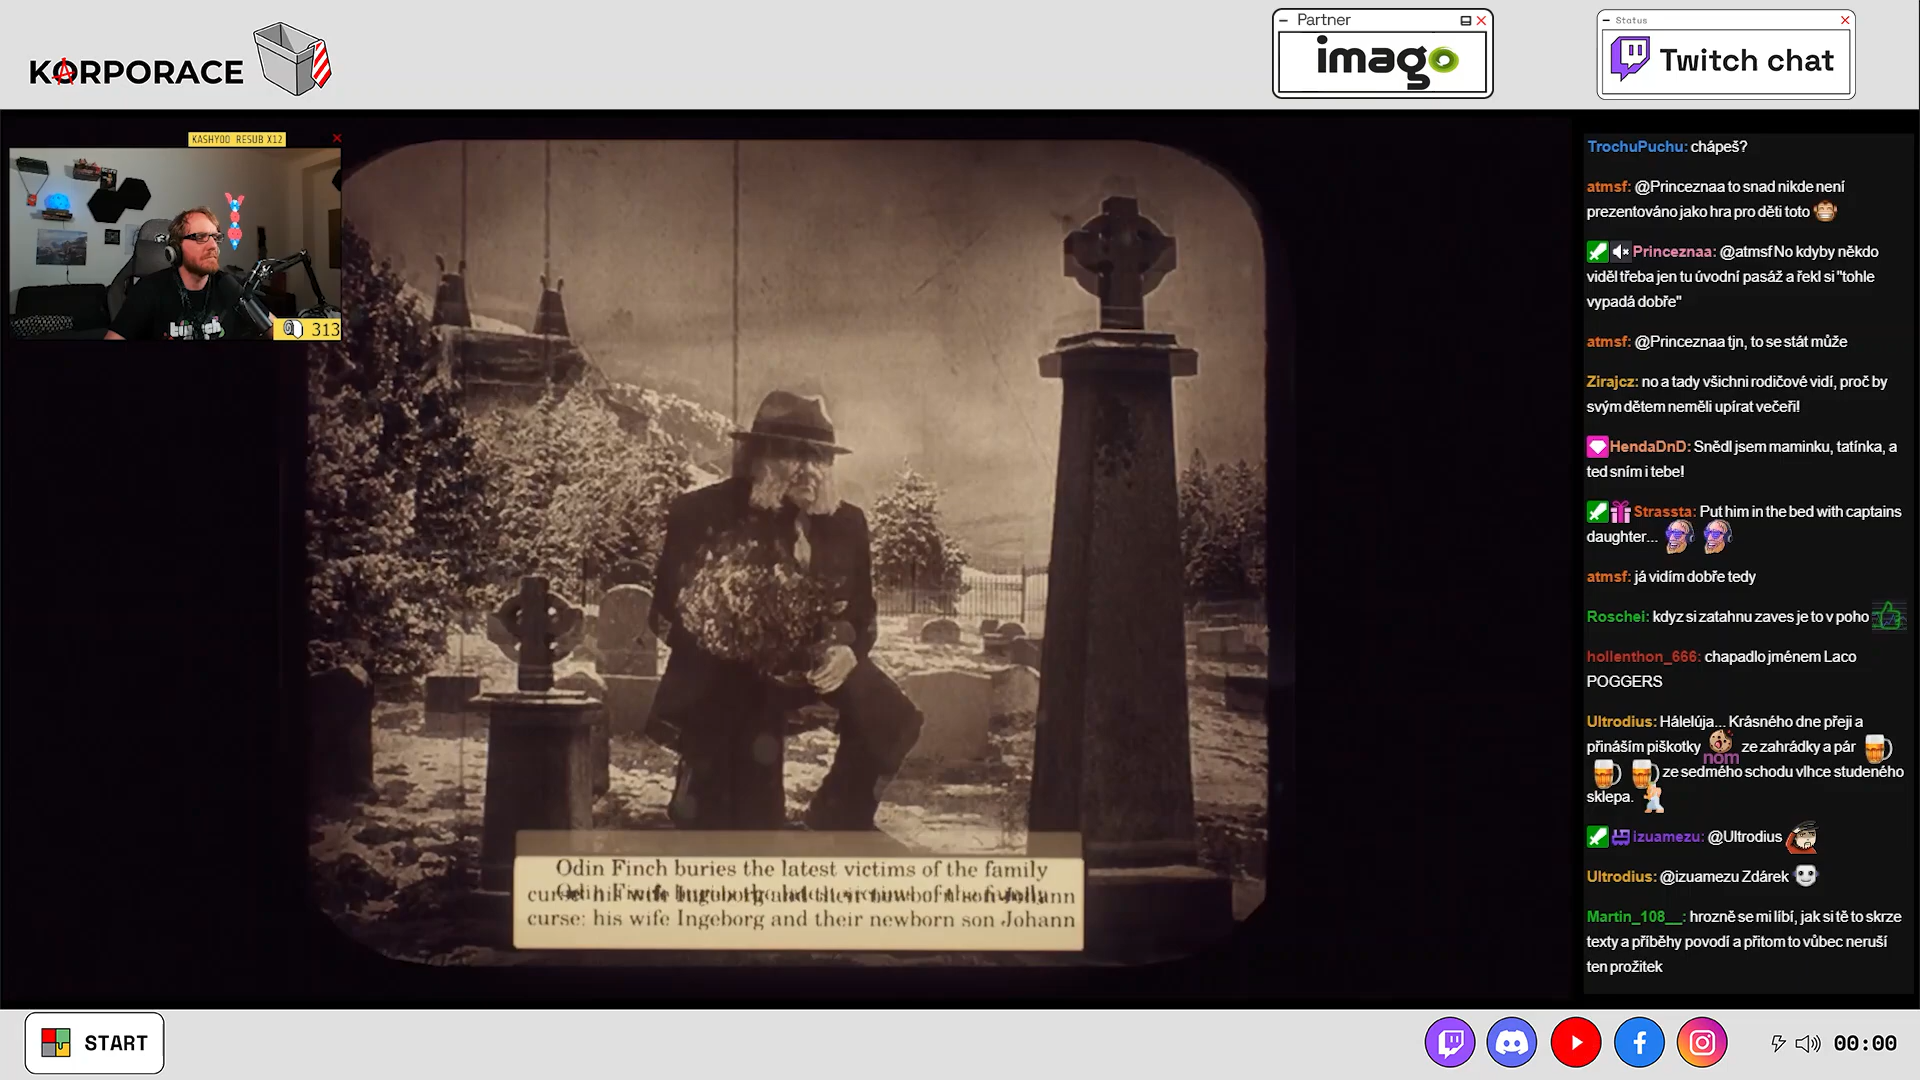 KORPORACE
Partner
imago
Status
Twitch chat
KASHYOO RESUB X12
313
Odin Finch buries the latest victims of the family
curse: his wife Ingeborg and their newborn son Johann
TrochuPuchu: chápeš?
atmsf: @Princeznaa to snad nikde není
prezentováno jako hra pro děti toto
Princeznaa: @atmsf No kdyby někdo
viděl třeba jen tu úvodní pasáž a řekl si "tohle
vypadá dobře"
atmsf: @Princeznaa tjn, to se stát může
Zirajcz: no a tady všichni rodičové vidí, proč by
svým dětem neměli upírat večeři!
HendaDnD: Snědl jsem maminku, tatínka, a
ted sním i tebe!
Strassta: Put him in the bed with captains
daughter...
atmsf: já vidím dobře tedy
Roschei: kdyz si zatahnu zaves je to v poho
hollenthon_666: chapadlo jménem Laco
POGGERS
Ultrodius: Hálelúja... Krásného dne přeji a
přináším piškotky nom ze zahrádky a pár
ze sedmého schodu vlhce studeného
sklepa.
izuamezu: @Ultrodius
Ultrodius: @izuamezu Zdárek
Martin_108__: hrozně se mi líbí, jak si tě to skrze
texty a příběhy povodí a přitom to vůbec neruší
ten prožitek
START
00:00